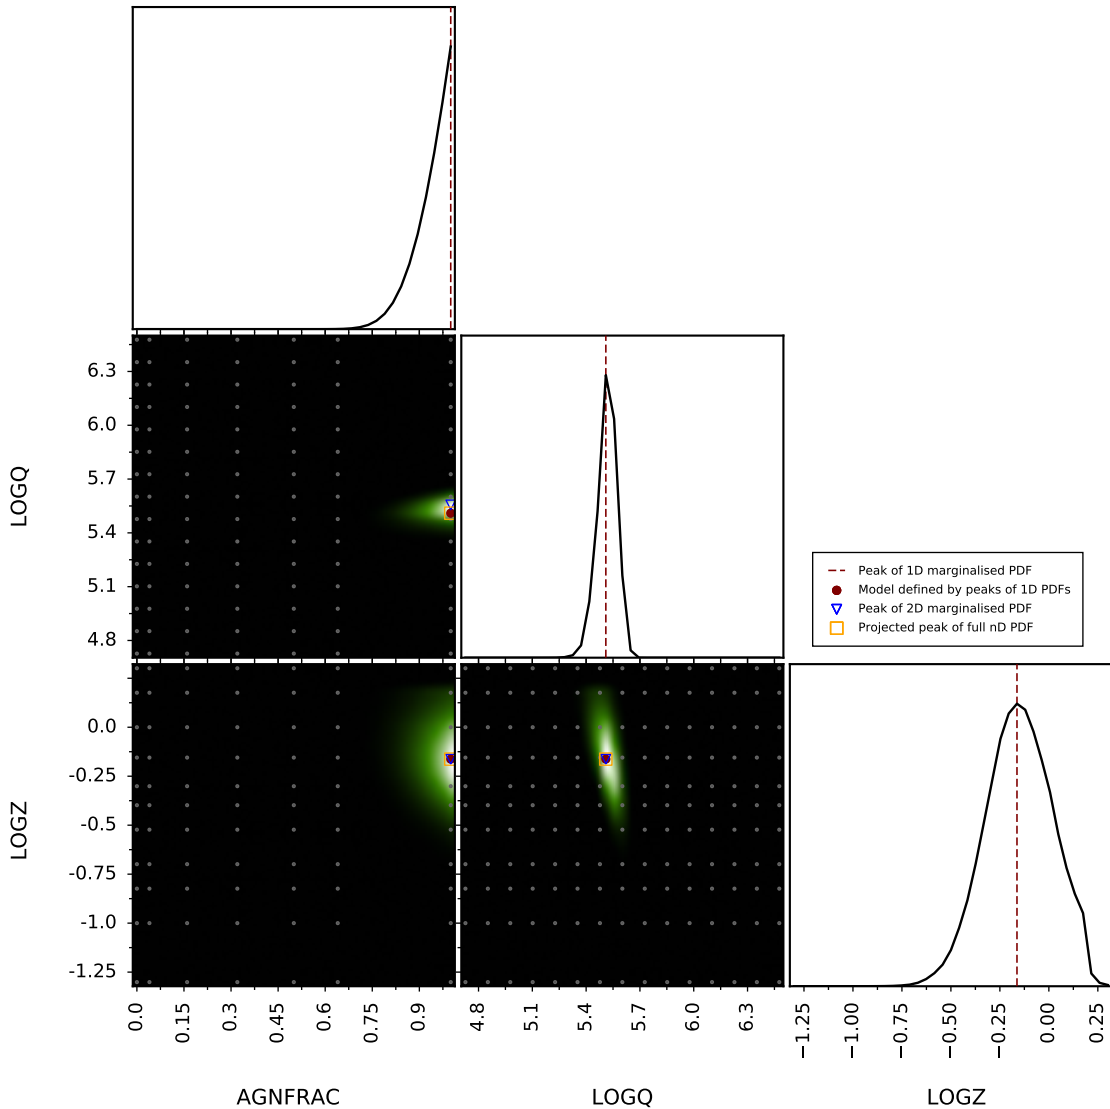 LOGQ
6.3
6.0
5.7
5.4
5.1
4.8
Peak of 1D marginalised PDF
Model defined by peaks of 1D PDFs
Peak of 2D marginalised PDF
Projected peak of full nD PDF
LOGZ
0.0
-0.25
-0.5
-0.75
-1.0
-1.25
0.0 0.15 0.3 0.45 0.6 0.75 0.9
4.8 5.1 5.4 5.7 6.0 6.3
−1.25 −1.00 −0.75 −0.50 −0.25 0.00 0.25
AGNFRAC LOGQ LOGZ